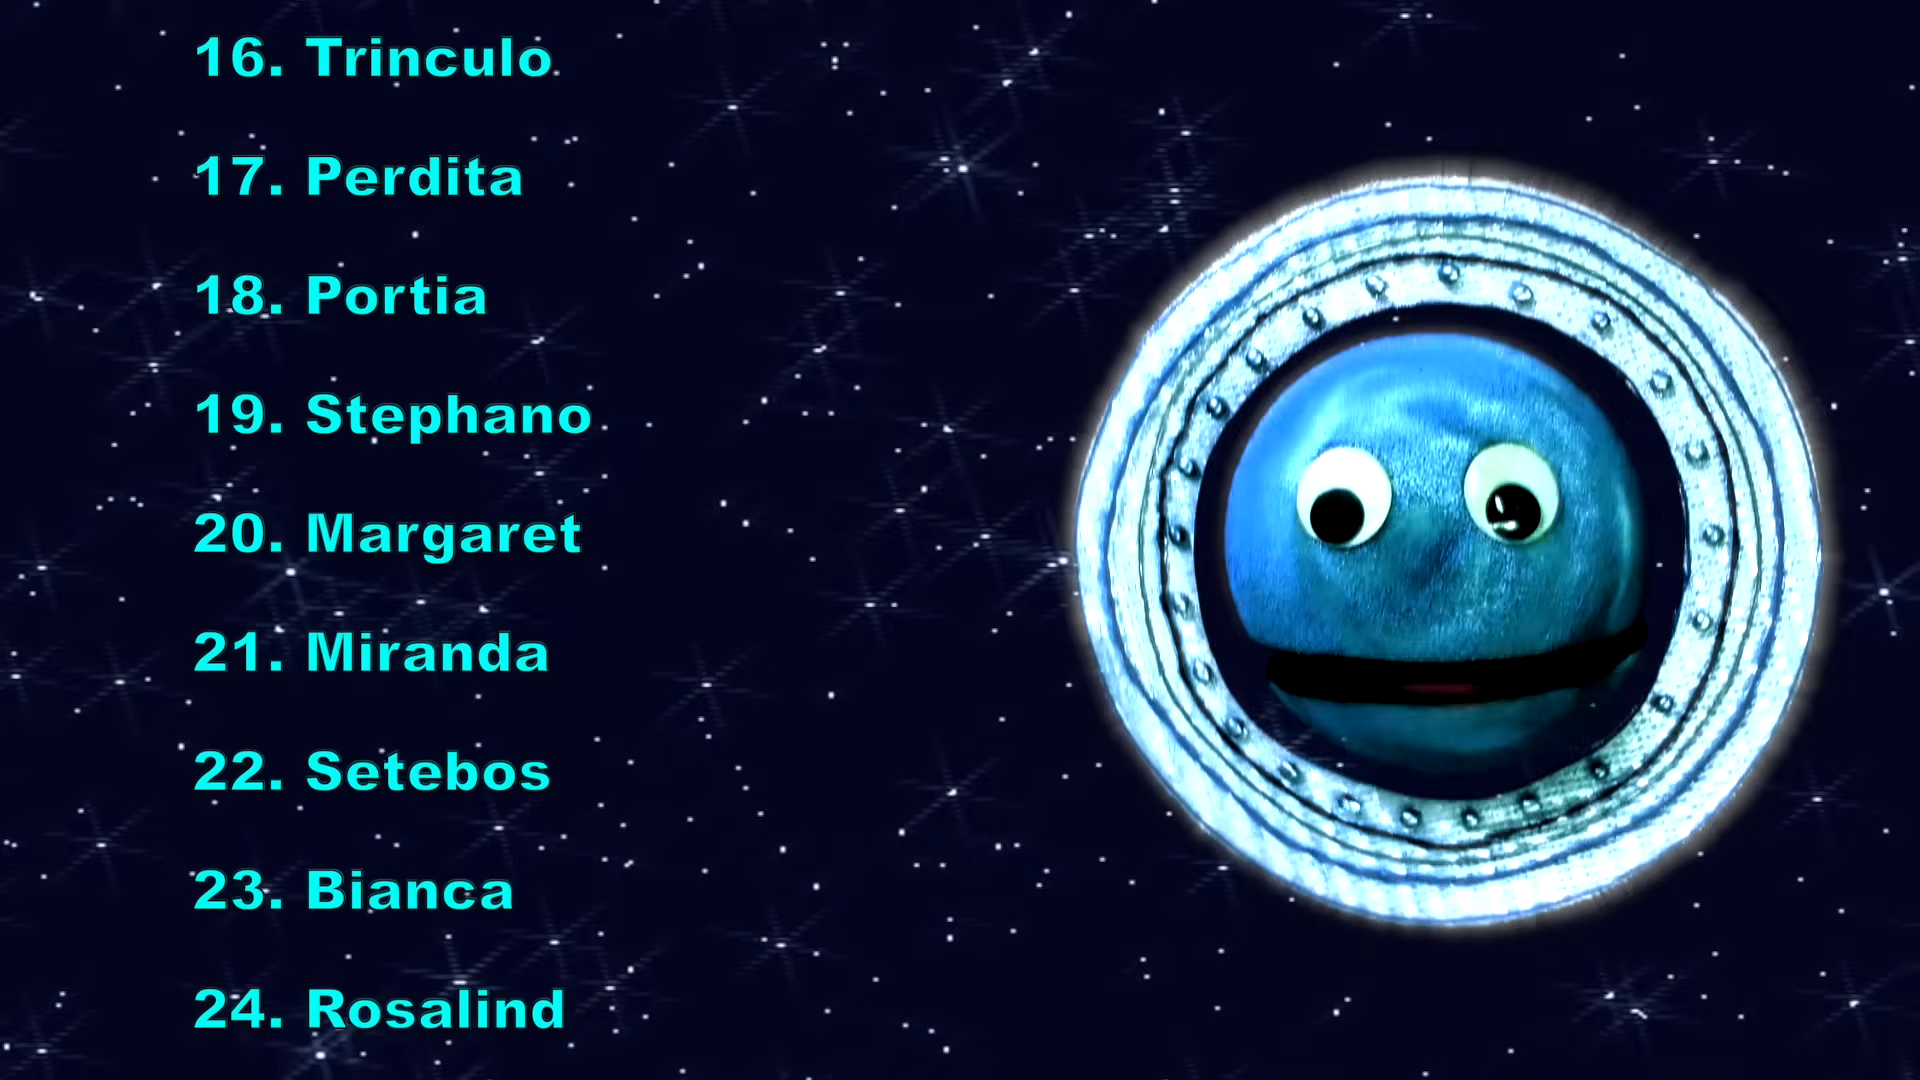 16. Trinculo
17. Perdita
18. Portia
19. Stephano
20. Margaret
21. Miranda
22. Setebos
23. Bianca
24. Rosalind